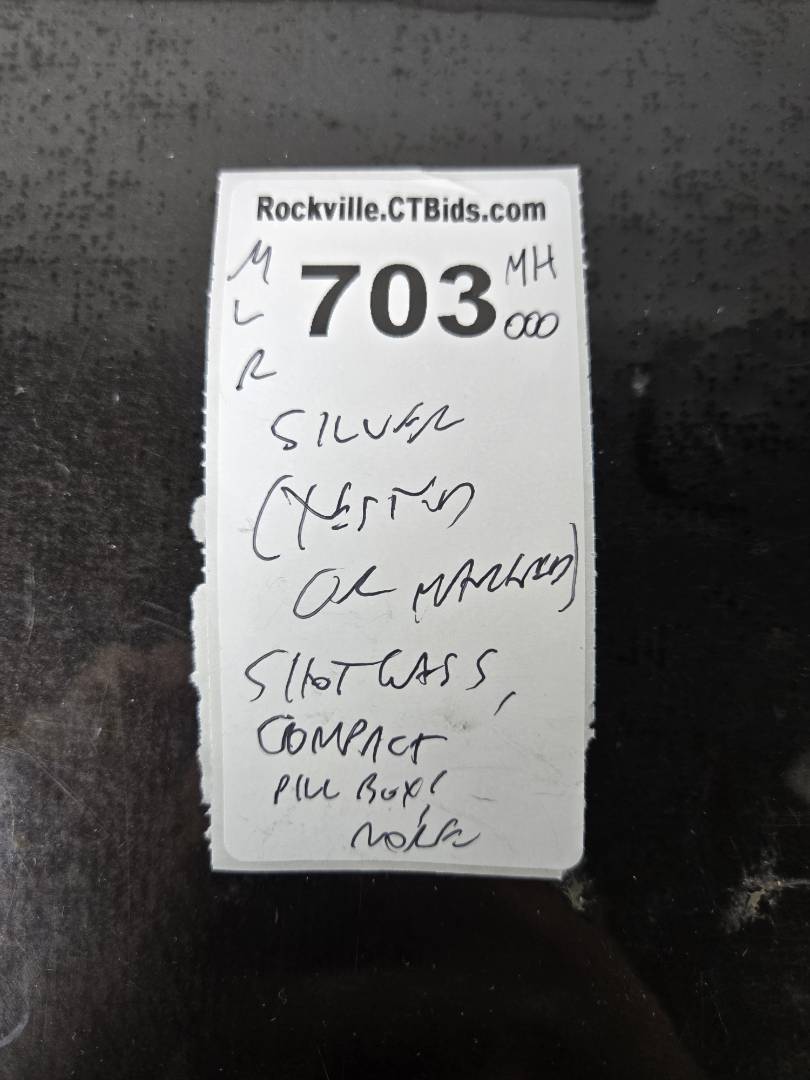 Rockville.CTBids.com
M L R
703
MH
000
SILVER
(TESTED
OR MARKED)
SHOT GLASS,
COMPACT
PILL BOX!
MORE